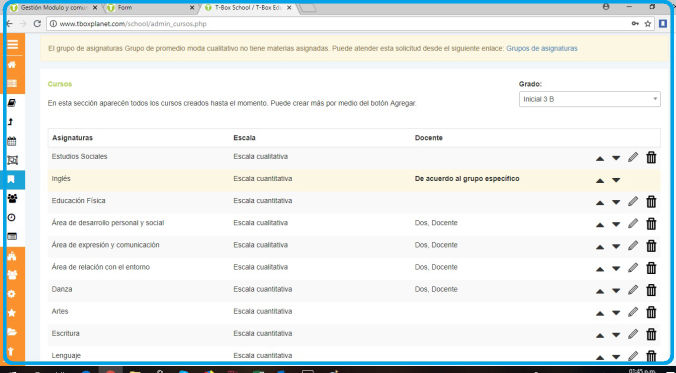 Gestión Modulo y comun
Form
T-Box School / T-Box Edu
www.tboxplanet.com/school/admin_cursos.php
El grupo de asignaturas Grupo de promedio moda cualitativo no tiene materias asignadas. Puede atender esta solicitud desde el siguiente enlace: Grupos de asignaturas
Cursos
Grado:
En esta sección aparecén todos los cursos creados hasta el momento. Puede crear más por medio del botón Agregar.
Inicial 3 B
Asignaturas Escala Docente
Estudios Sociales Escala cualitativa
Inglés Escala cuantitativa De acuerdo al grupo específico
Educación Física Escala cuantitativa
Área de desarrollo personal y social Escala cualitativa Dos, Docente
Área de expresión y comunicación Escala cualitativa Dos, Docente
Área de relación con el entorno Escala cualitativa Dos, Docente
Danza Escala cuantitativa Dos, Docente
Artes Escala cuantitativa
Escritura Escala cuantitativa
Lenguaje Escala cuantitativa
01:45 p.m.